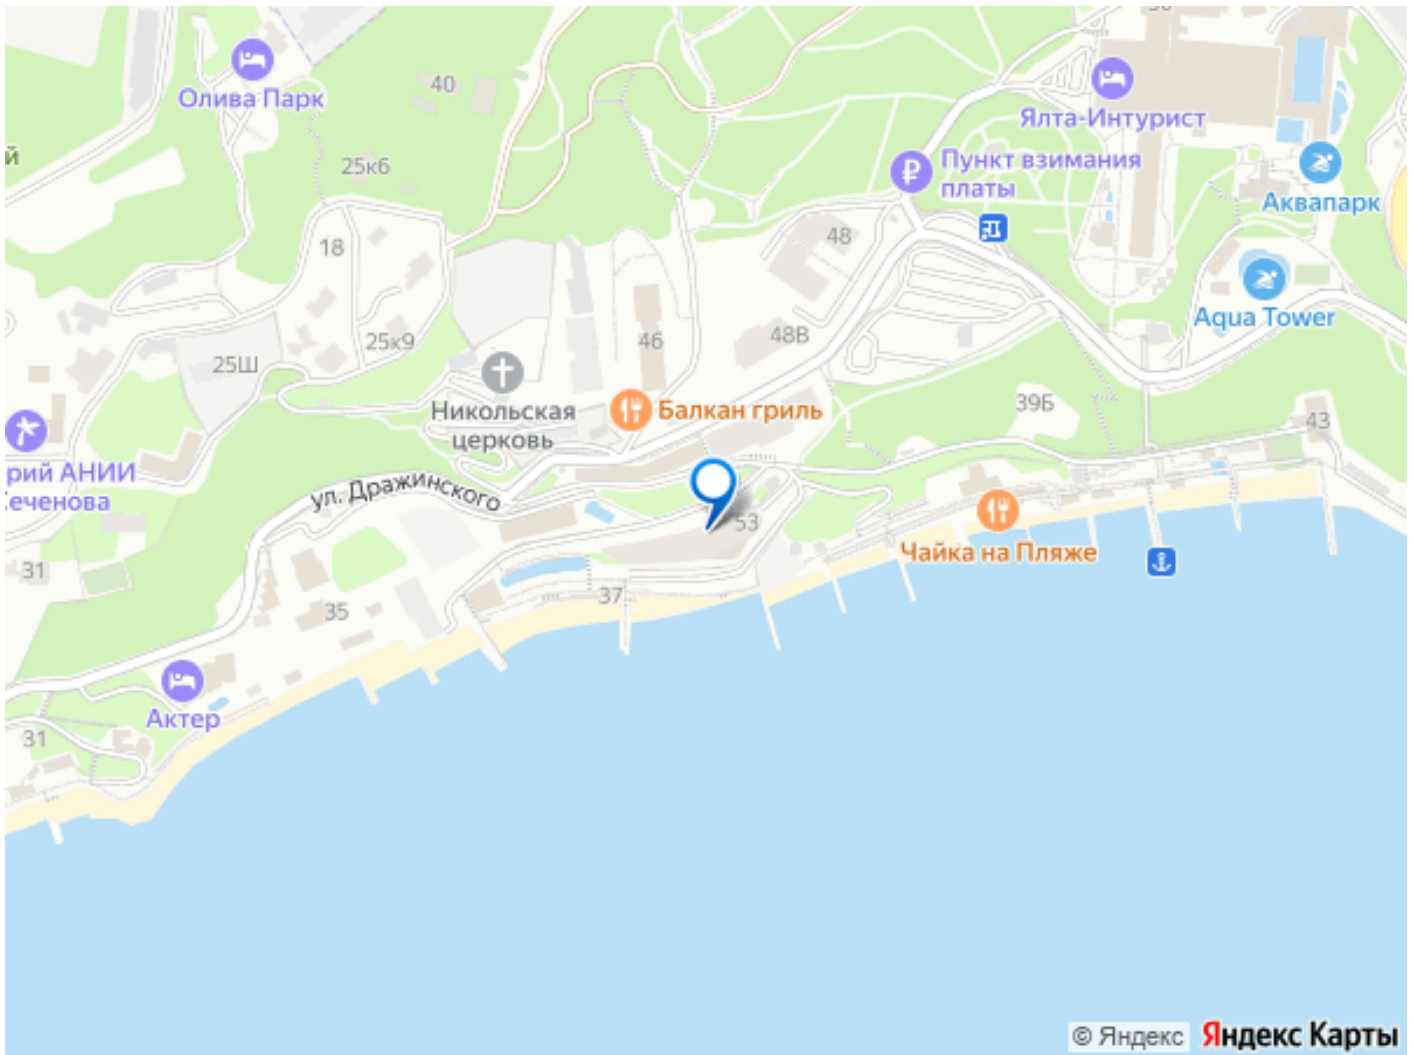 Олива Парк
40
й
25к6
18
25Ш
25к9
Никольская
церковь
46
Балкан гриль
48
48В
Пункт взимания
платы
Ялта-Интурист
Аквапарк
Aqua Tower
39Б
43
рий АНИИ
Сеченова
31
ул. Дражинского
53
Чайка на Пляже
35
37
Актер
31
© Яндекс
Яндекс Карты